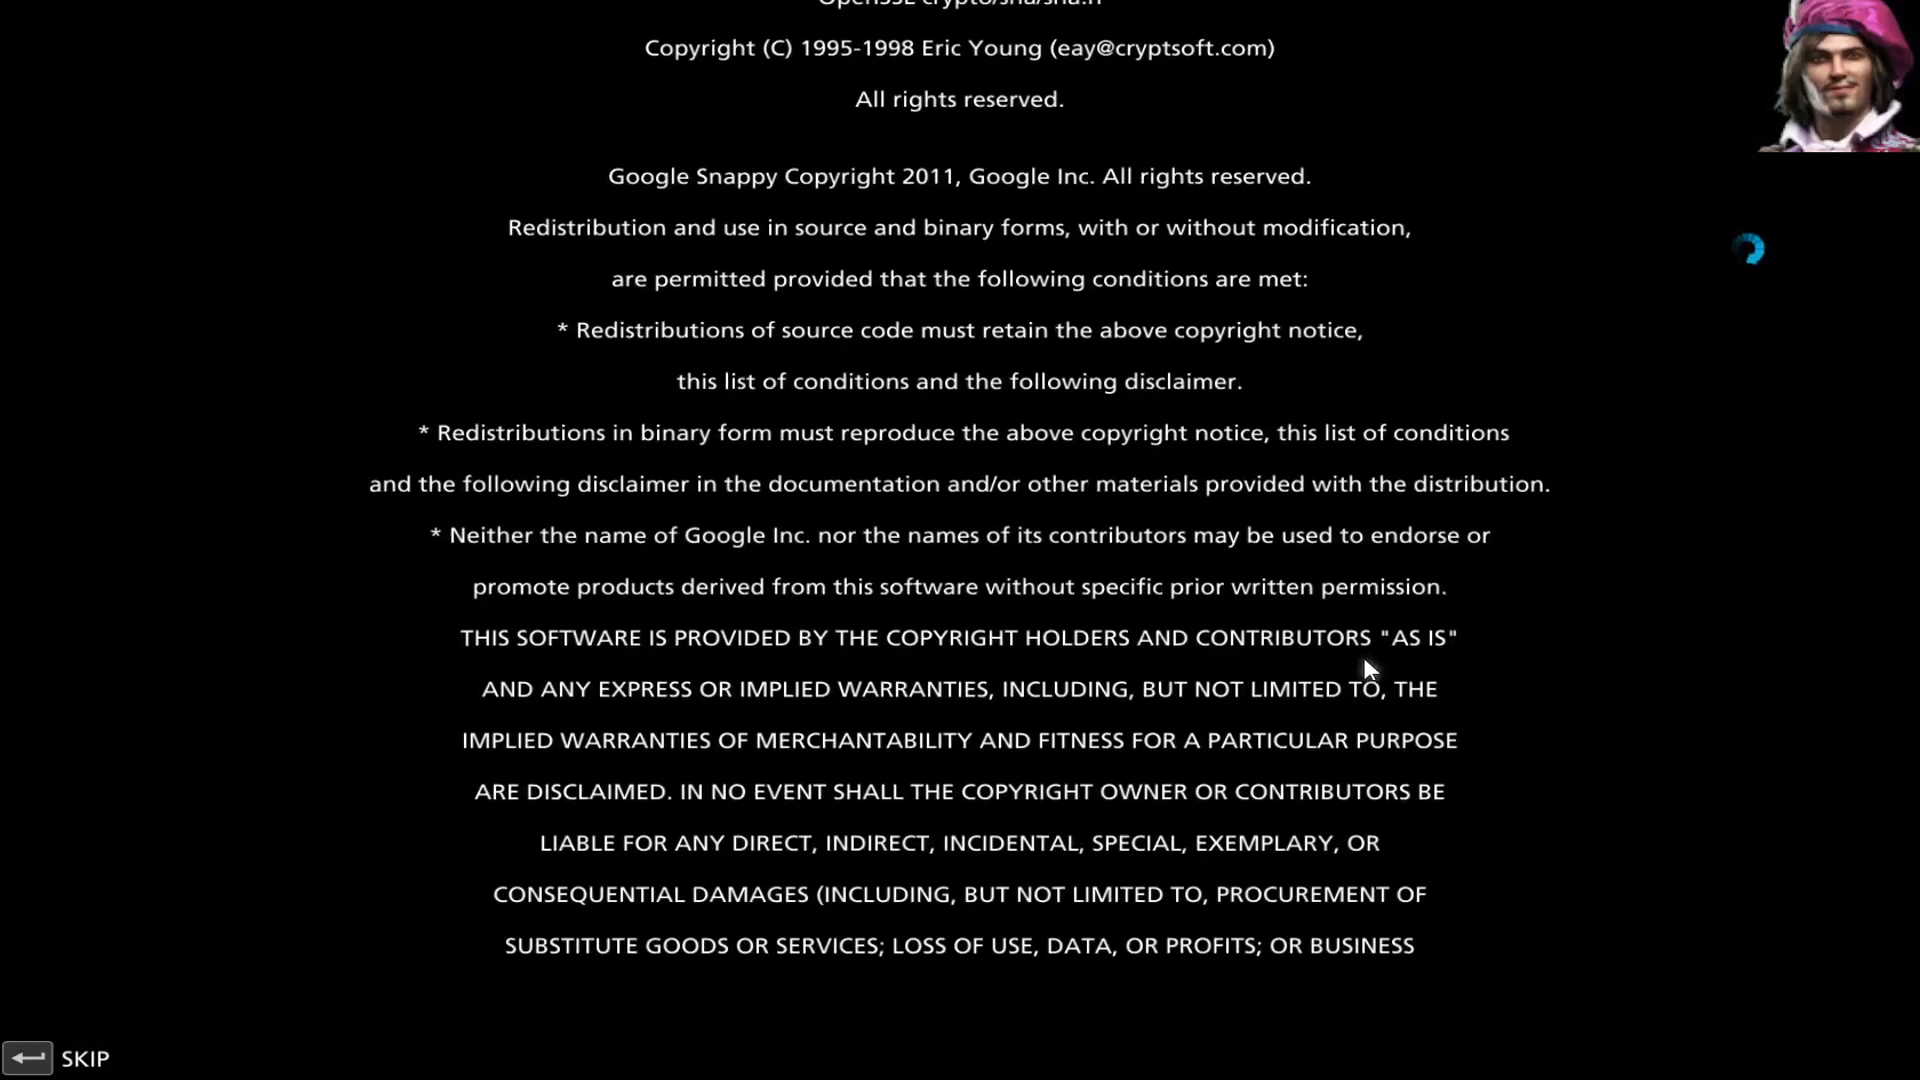 OpenSSL crypto/sha/sha.h
Copyright (C) 1995-1998 Eric Young (eay@cryptsoft.com)
All rights reserved.
Google Snappy Copyright 2011, Google Inc. All rights reserved.
Redistribution and use in source and binary forms, with or without modification,
are permitted provided that the following conditions are met:
* Redistributions of source code must retain the above copyright notice,
this list of conditions and the following disclaimer.
* Redistributions in binary form must reproduce the above copyright notice, this list of conditions
and the following disclaimer in the documentation and/or other materials provided with the distribution.
* Neither the name of Google Inc. nor the names of its contributors may be used to endorse or
promote products derived from this software without specific prior written permission.
THIS SOFTWARE IS PROVIDED BY THE COPYRIGHT HOLDERS AND CONTRIBUTORS "AS IS"
AND ANY EXPRESS OR IMPLIED WARRANTIES, INCLUDING, BUT NOT LIMITED TO, THE
IMPLIED WARRANTIES OF MERCHANTABILITY AND FITNESS FOR A PARTICULAR PURPOSE
ARE DISCLAIMED. IN NO EVENT SHALL THE COPYRIGHT OWNER OR CONTRIBUTORS BE
LIABLE FOR ANY DIRECT, INDIRECT, INCIDENTAL, SPECIAL, EXEMPLARY, OR
CONSEQUENTIAL DAMAGES (INCLUDING, BUT NOT LIMITED TO, PROCUREMENT OF
SUBSTITUTE GOODS OR SERVICES; LOSS OF USE, DATA, OR PROFITS; OR BUSINESS
SKIP